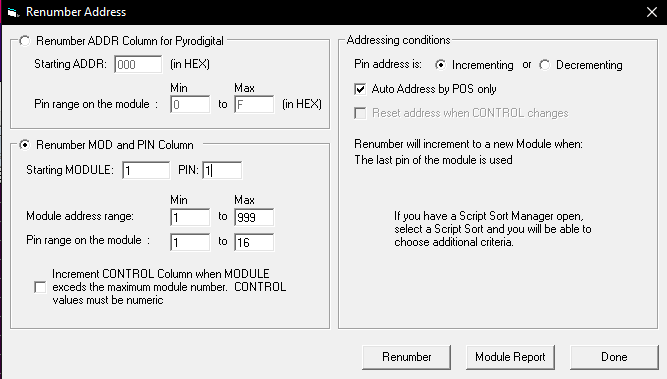 Renumber Address
Renumber ADDR Column for Pyrodigital
Starting ADDR: 000 (in HEX)
Min Max
Pin range on the module : 0 to F (in HEX)
Renumber MOD and PIN Column
Starting MODULE: 1 PIN: 1
Min Max
Module address range: 1 to 999
Pin range on the module : 1 to 16
Increment CONTROL Column when MODULE
exceeds the maximum module number. CONTROL
values must be numeric
Addressing conditions
Pin address is: Incrementing or Decrementing
Auto Address by POS only
Reset address when CONTROL changes
Renumber will increment to a new Module when:
The last pin of the module is used
If you have a Script Sort Manager open,
select a Script Sort and you will be able to
choose additional criteria.
Renumber Module Report Done